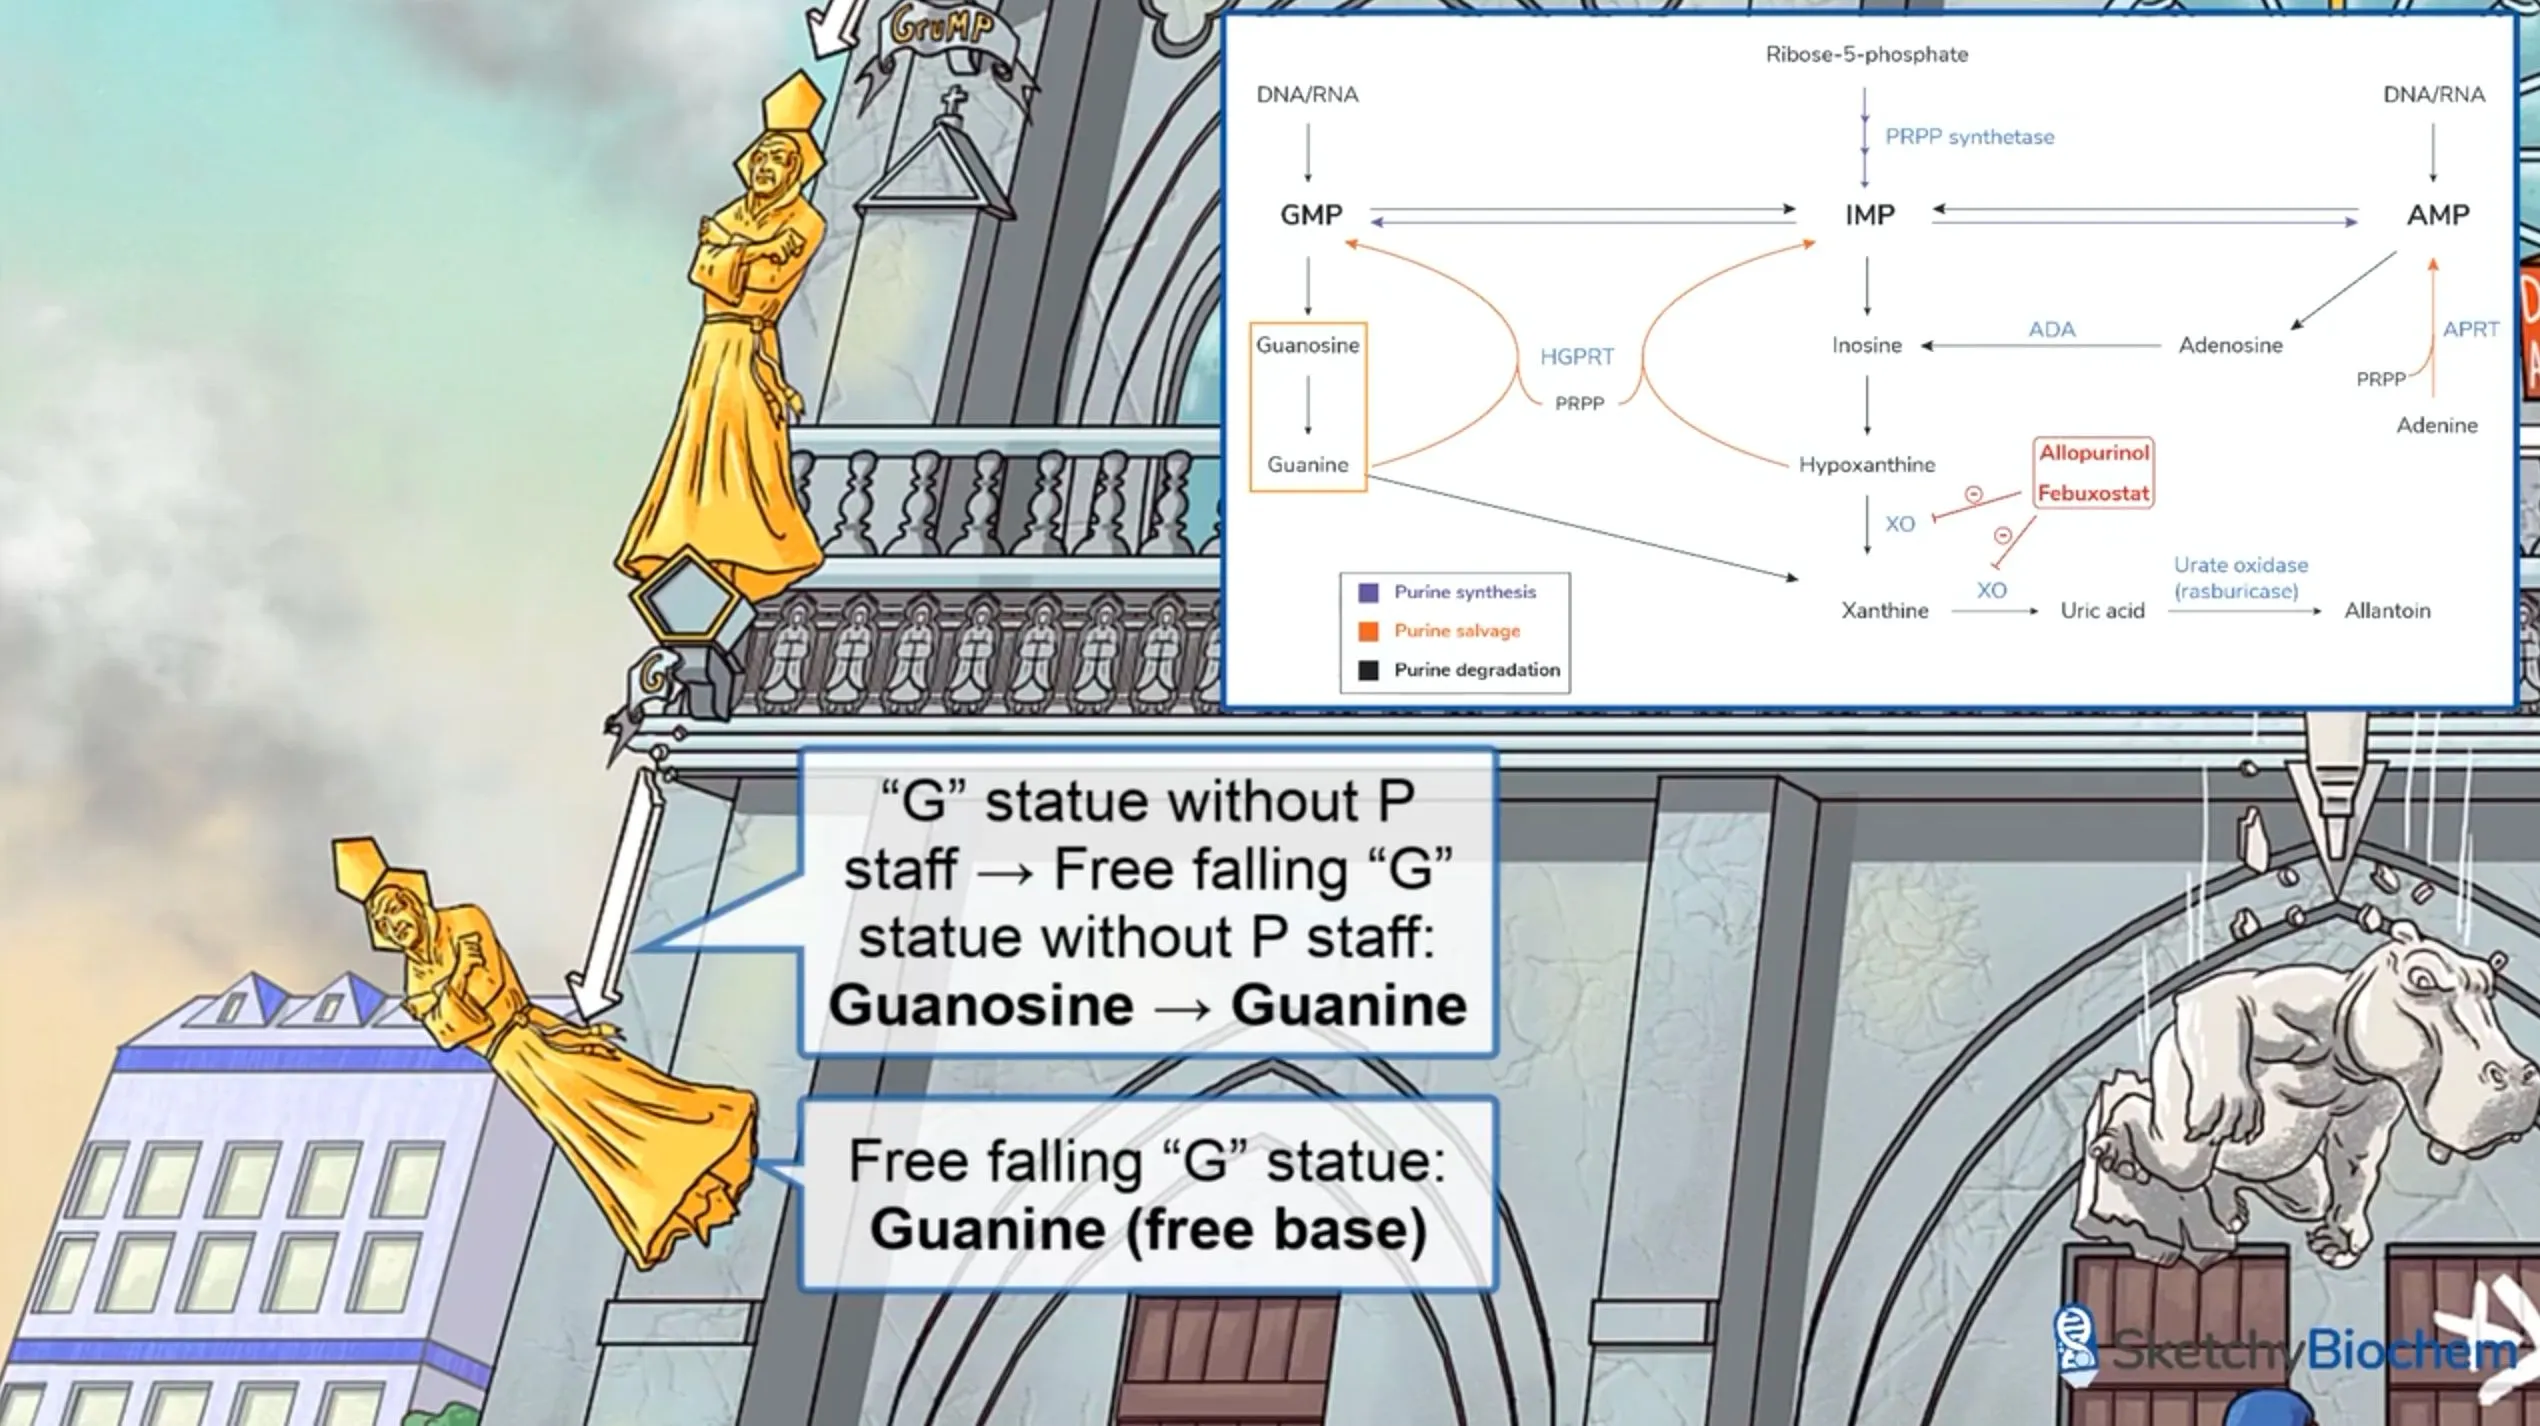 GruMP
G
Ribose-5-phosphate
DNA/RNA
DNA/RNA
PRPP synthetase
GMP
IMP
AMP
Guanosine
HGPRT
Inosine
ADA
Adenosine
APRT
PRPP
PRPP
Adenine
Guanine
Hypoxanthine
Allopurinol
Febuxostat
XO
XO
Urate oxidase
(rasburicase)
Xanthine
Uric acid
Allantoin
Purine synthesis
Purine salvage
Purine degradation
“G” statue without P
staff → Free falling “G”
statue without P staff:
Guanosine → Guanine
Free falling “G” statue:
Guanine (free base)
SketchyBiochem